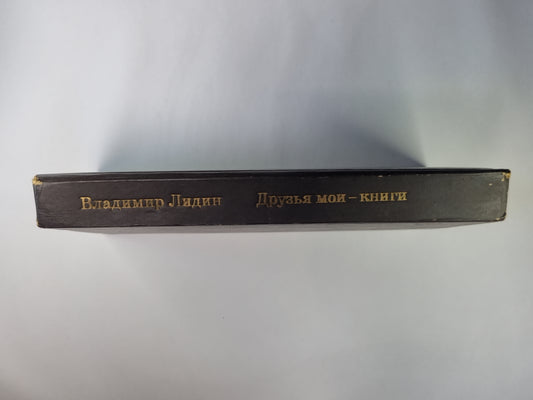 Владимир Лидин Друзья мои – книги